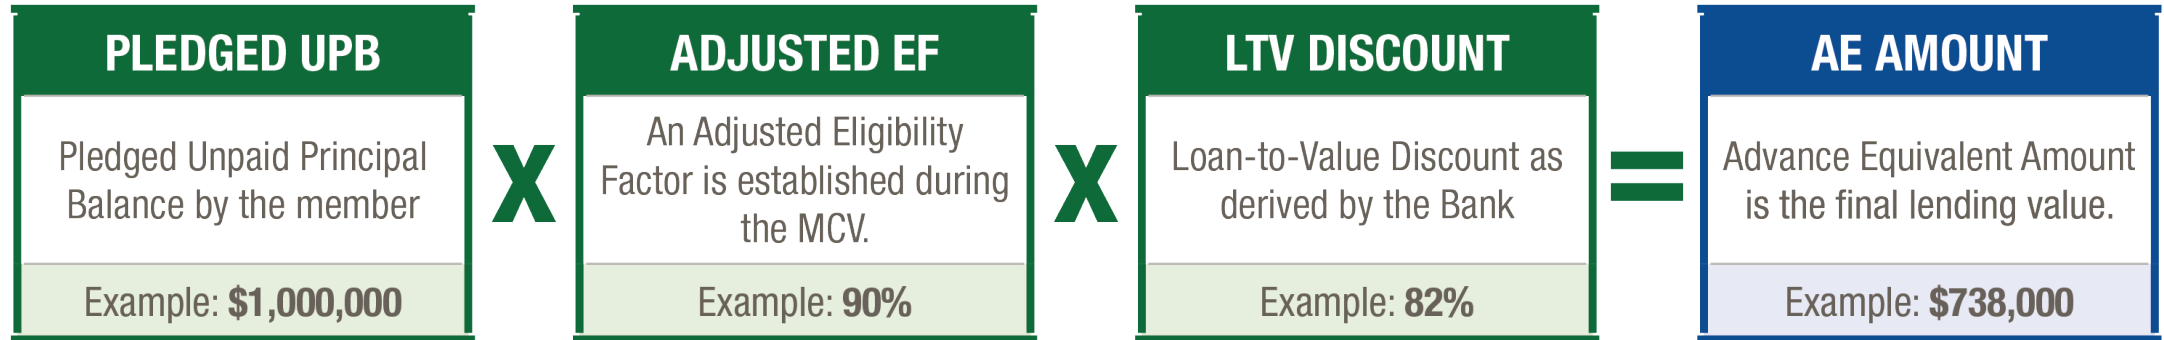 PLEDGED UPB
Pledged Unpaid Principal
Balance by the member
Example: $1,000,000
X
ADJUSTED EF
An Adjusted Eligibility
Factor is established during
the MCV.
Example: 90%
X
LTV DISCOUNT
Loan-to-Value Discount as
derived by the Bank
Example: 82%
=
AE AMOUNT
Advance Equivalent Amount
is the final lending value.
Example: $738,000